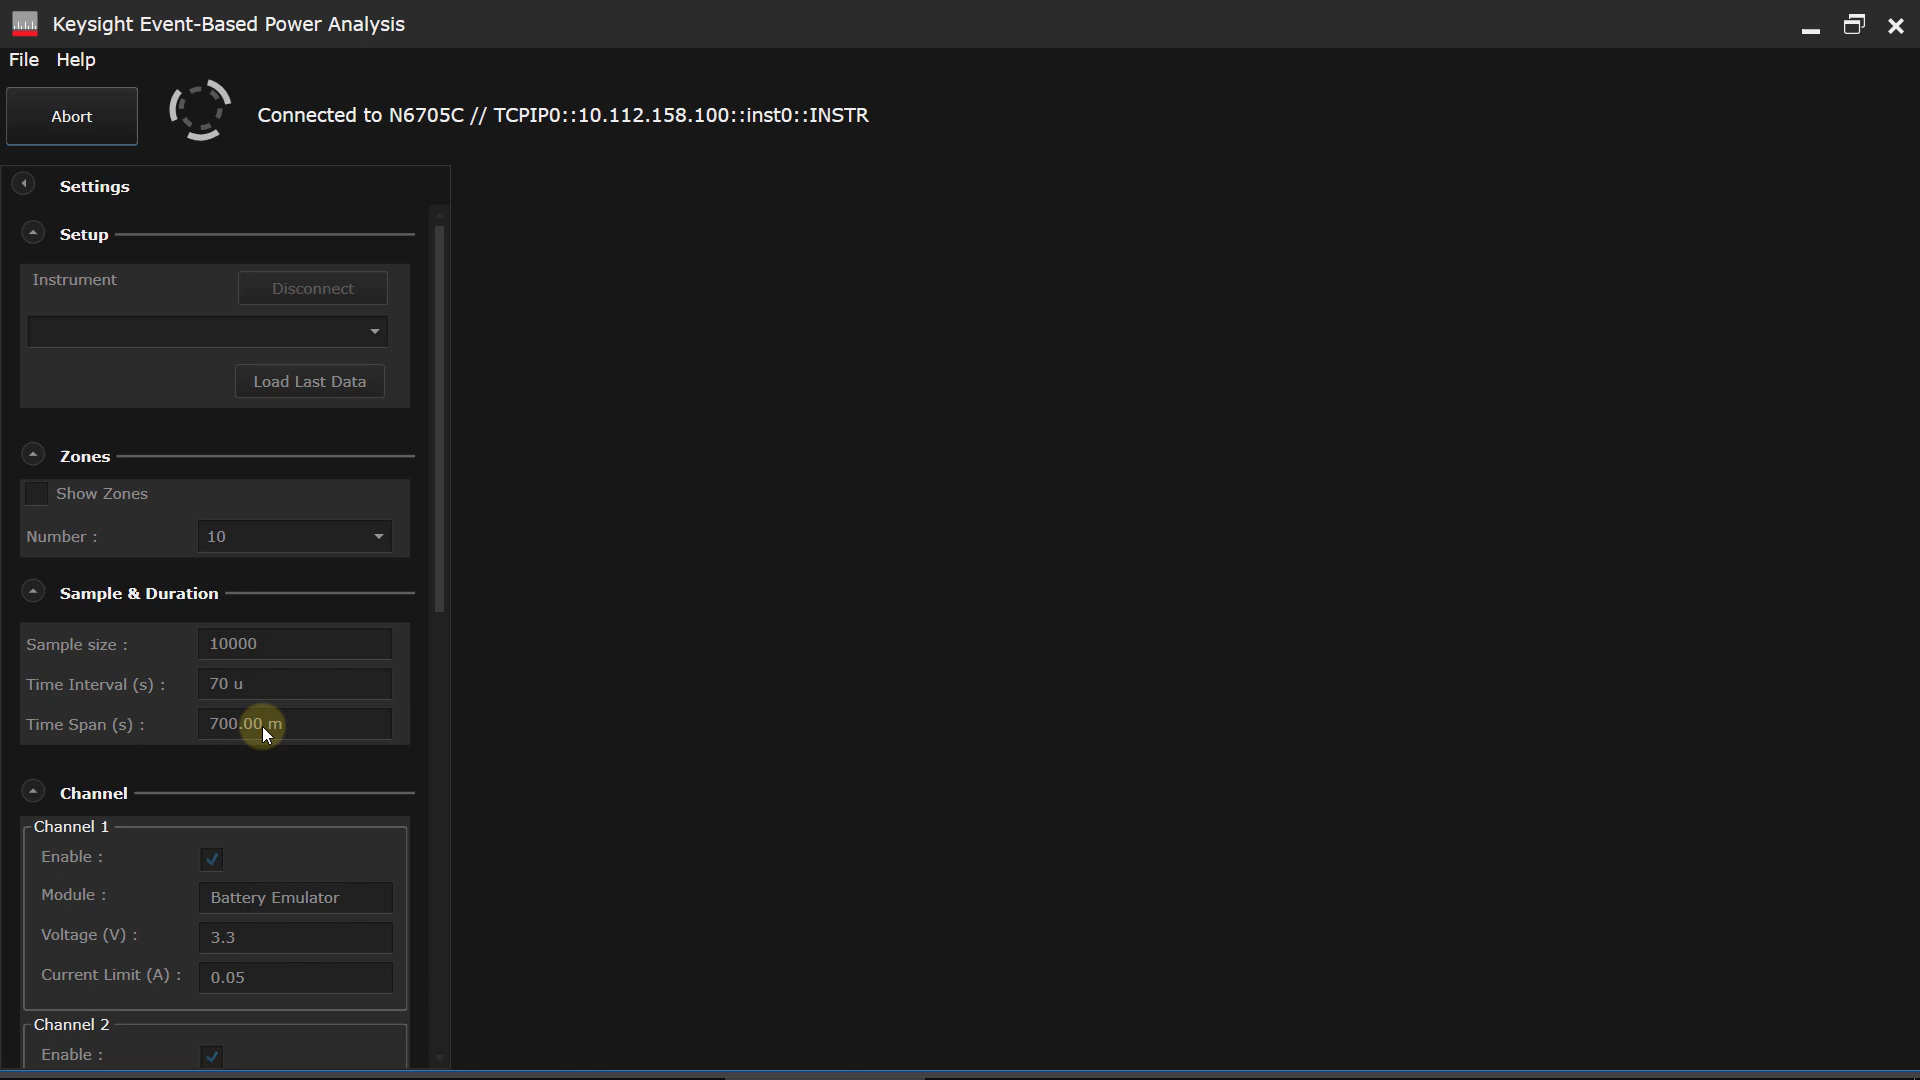 Keysight Event-Based Power Analysis
File Help
Abort
Connected to N6705C // TCPIP0::10.112.158.100::inst0::INSTR
Settings
Setup
Instrument
Disconnect
Load Last Data
Zones
Show Zones
Number : 10
Sample & Duration
Sample size : 10000
Time Interval (s) : 70 u
Time Span (s) : 700.00 m
Channel
Channel 1
Enable :
Module : Battery Emulator
Voltage (V) : 3.3
Current Limit (A) : 0.05
Channel 2
Enable :